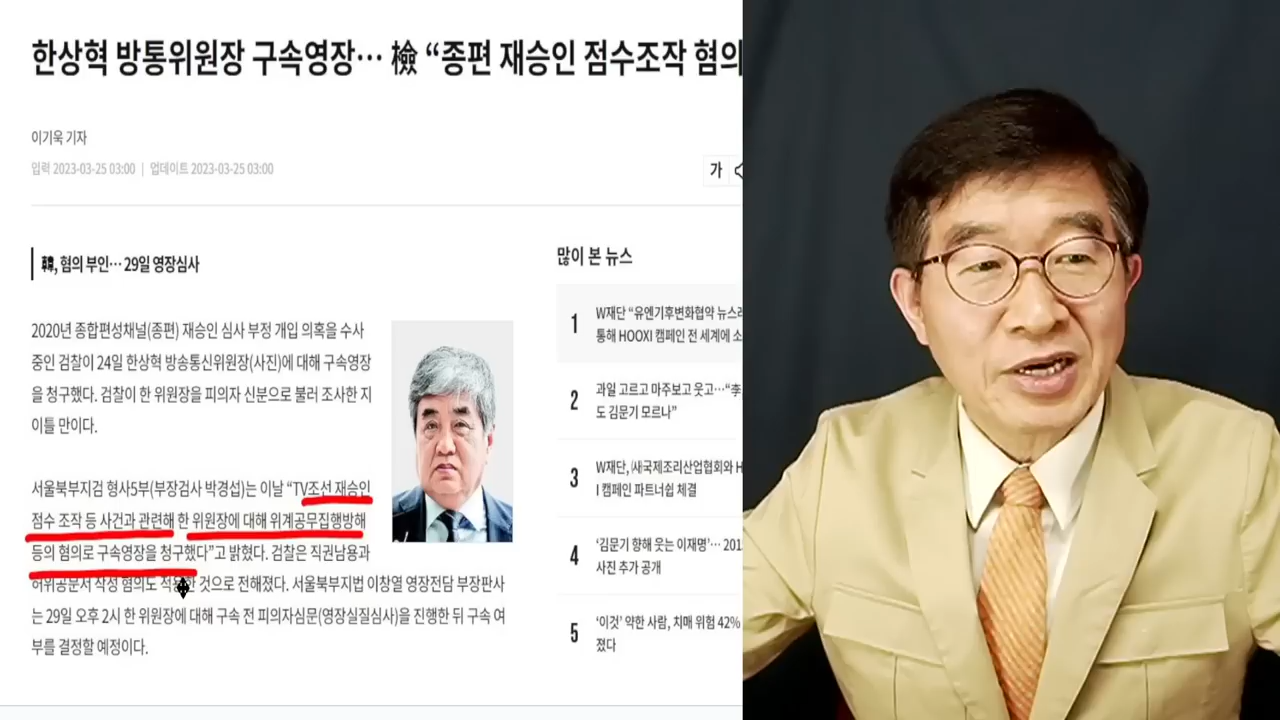 한상혁 방통위원장 구속영장… 檢 “종편 재승인 점수조작 혐의
이기욱 기자
입력 2023-03-25 03:00 | 업데이트 2023-03-25 03:00
가
韓, 혐의 부인… 29일 영장심사
2020년 종합편성채널(종편) 재승인 심사 부정 개입 의혹을 수사
중인 검찰이 24일 한상혁 방송통신위원장(사진)에 대해 구속영장
을 청구했다. 검찰이 한 위원장을 피의자 신분으로 불러 조사한 지
이틀 만이다.
서울북부지검 형사5부(부장검사 박경섭)는 이날 “TV조선 재승인
점수 조작 등 사건과 관련해 한 위원장에 대해 위계공무집행방해
등의 혐의로 구속영장을 청구했다”고 밝혔다. 검찰은 직권남용과
허위공문서 작성 혐의도 것으로 전해졌다. 서울북부지법 이창열 영장전담 부장판사
는 29일 오후 2시 한 위원장에 대해 구속 전 피의자심문(영장실질심사)을 진행한 뒤 구속 여
부를 결정할 예정이다.
많이 본 뉴스
1
W재단 “유엔기후변화협약 뉴스레
통해 HOOXI 캠페인 전 세계에 소
2
과일 고르고 마주보고 웃고…“李
도 김문기 모르나”
3
W재단, ㈔새국제조리산업협회와 H
I 캠페인 파트너쉽 체결
4
‘김문기 향해 웃는 이재명’… 201
사진 추가 공개
5
‘이것’ 약한 사람, 치매 위험 42%
졌다